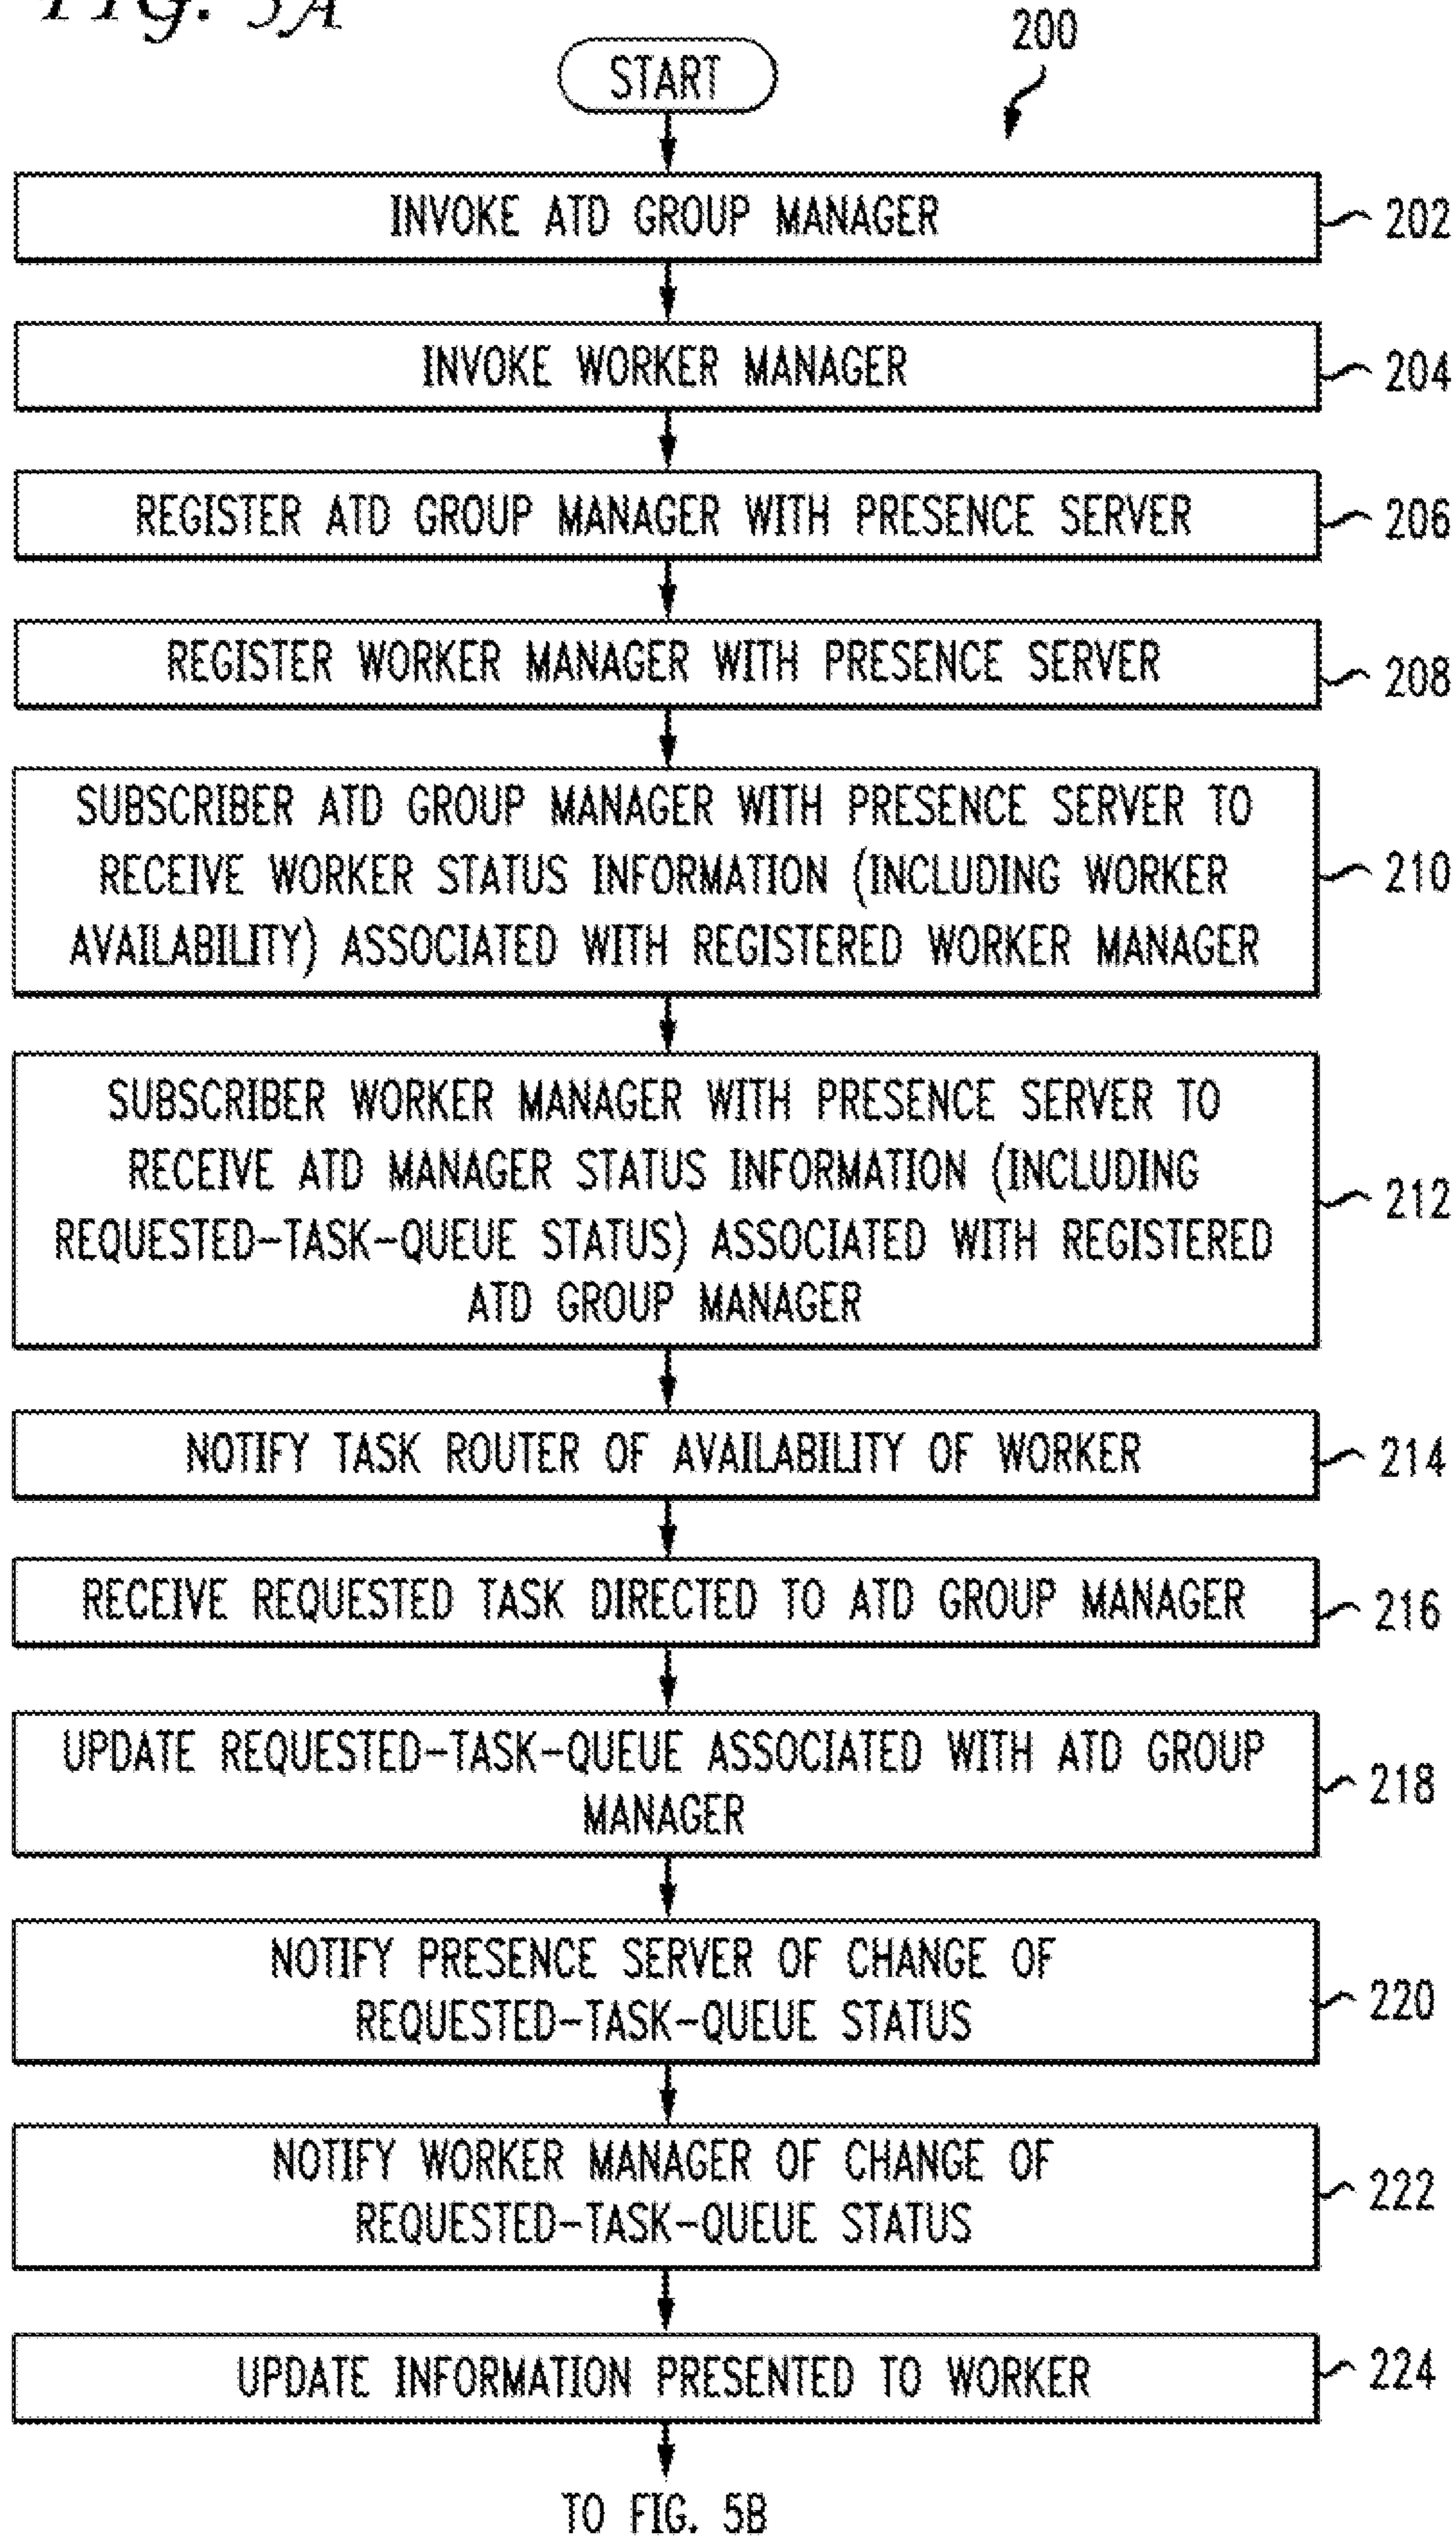 FIG. 5A
200
START
INVOKE ATD GROUP MANAGER
202
INVOKE WORKER MANAGER
204
REGISTER ATD GROUP MANAGER WITH PRESENCE SERVER
206
REGISTER WORKER MANAGER WITH PRESENCE SERVER
208
SUBSCRIBER ATD GROUP MANAGER WITH PRESENCE SERVER TO
RECEIVE WORKER STATUS INFORMATION (INCLUDING WORKER
AVAILABILITY) ASSOCIATED WITH REGISTERED WORKER MANAGER
210
SUBSCRIBER WORKER MANAGER WITH PRESENCE SERVER TO
RECEIVE ATD MANAGER STATUS INFORMATION (INCLUDING
REQUESTED-TASK-QUEUE STATUS) ASSOCIATED WITH REGISTERED
ATD GROUP MANAGER
212
NOTIFY TASK ROUTER OF AVAILABILITY OF WORKER
214
RECEIVE REQUESTED TASK DIRECTED TO ATD GROUP MANAGER
216
UPDATE REQUESTED-TASK-QUEUE ASSOCIATED WITH ATD GROUP
MANAGER
218
NOTIFY PRESENCE SERVER OF CHANGE OF
REQUESTED-TASK-QUEUE STATUS
220
NOTIFY WORKER MANAGER OF CHANGE OF
REQUESTED-TASK-QUEUE STATUS
222
UPDATE INFORMATION PRESENTED TO WORKER
224
TO FIG. 5B